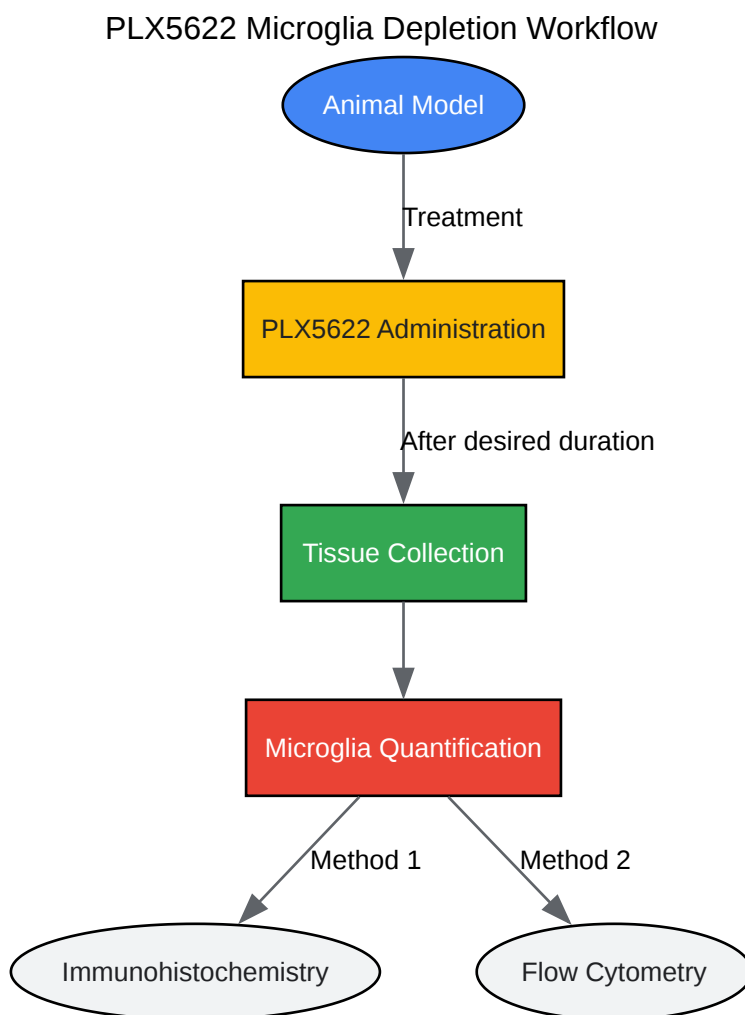 PLX5622 Microglia Depletion Workflow
Animal Model
Treatment
PLX5622 Administration
After desired duration
Tissue Collection
Microglia Quantification
Method 1
Method 2
Immunohistochemistry
Flow Cytometry